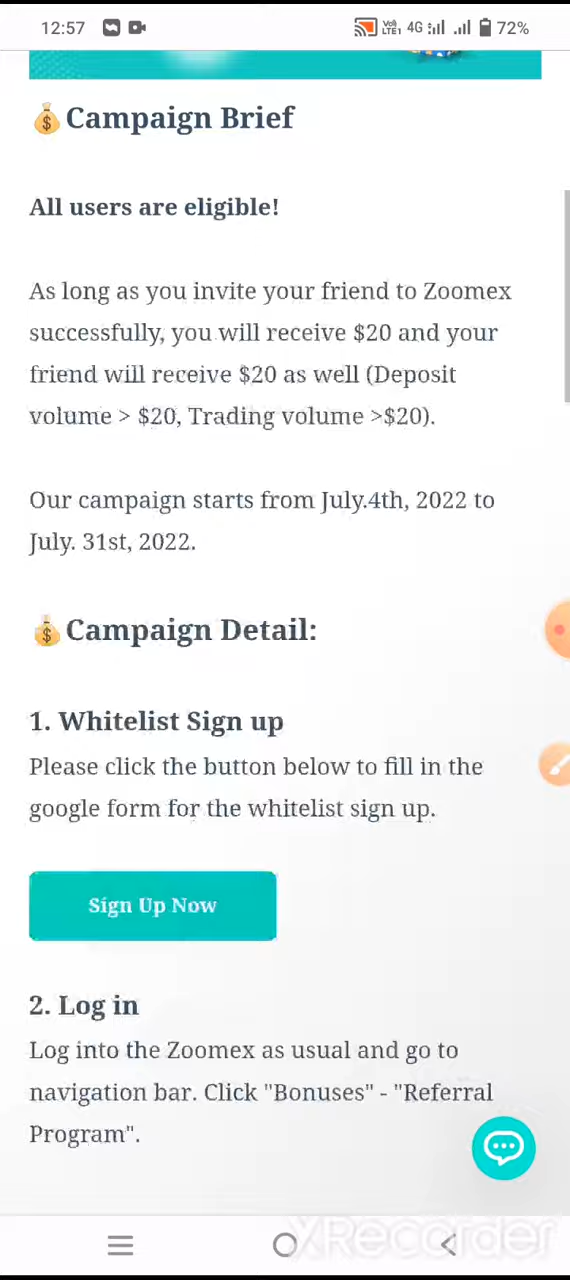 12:57
Vo) LTE1 4G 72%
Campaign Brief
All users are eligible!
As long as you invite your friend to Zoomex
successfully, you will receive $20 and your
friend will receive $20 as well (Deposit
volume > $20, Trading volume >$20).
Our campaign starts from July.4th, 2022 to
July. 31st, 2022.
Campaign Detail:
1. Whitelist Sign up
Please click the button below to fill in the
google form for the whitelist sign up.
Sign Up Now
2. Log in
Log into the Zoomex as usual and go to
navigation bar. Click "Bonuses" - "Referral
Program".
XRecorder